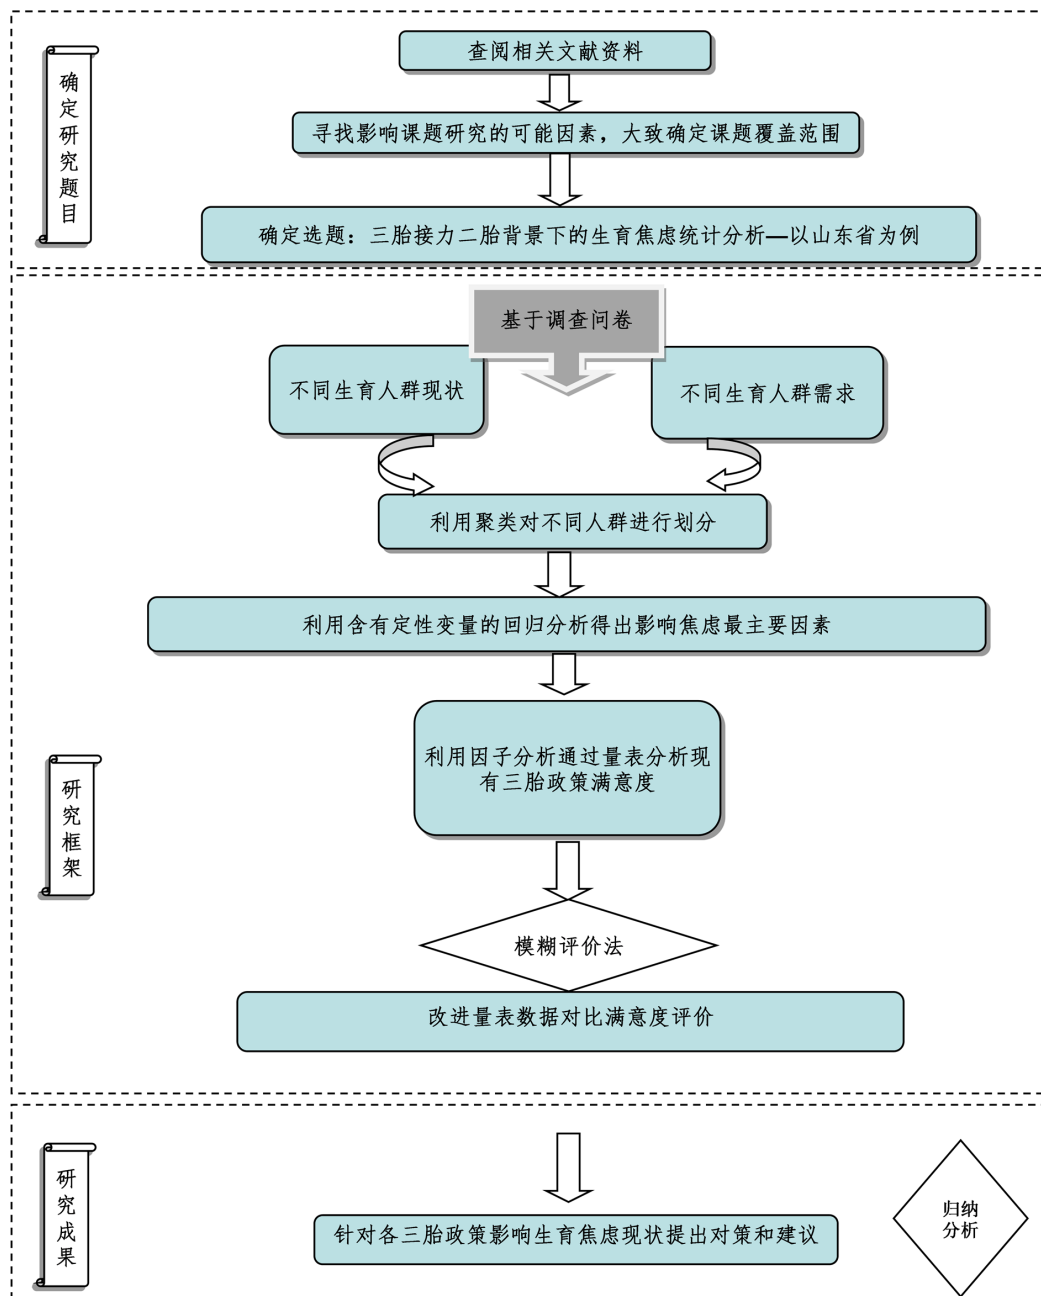 确定研究题目
查阅相关文献资料
寻找影响课题研究的可能因素，大致确定课题覆盖范围
确定选题：三胎接力二胎背景下的生育焦虑统计分析—以山东省为例
基于调查问卷
不同生育人群现状
不同生育人群需求
利用聚类对不同人群进行划分
利用含有定性变量的回归分析得出影响焦虑最主要因素
研究框架
利用因子分析通过量表分析现
有三胎政策满意度
模糊评价法
改进量表数据对比满意度评价
研究成果
针对各三胎政策影响生育焦虑现状提出对策和建议
归纳
分析